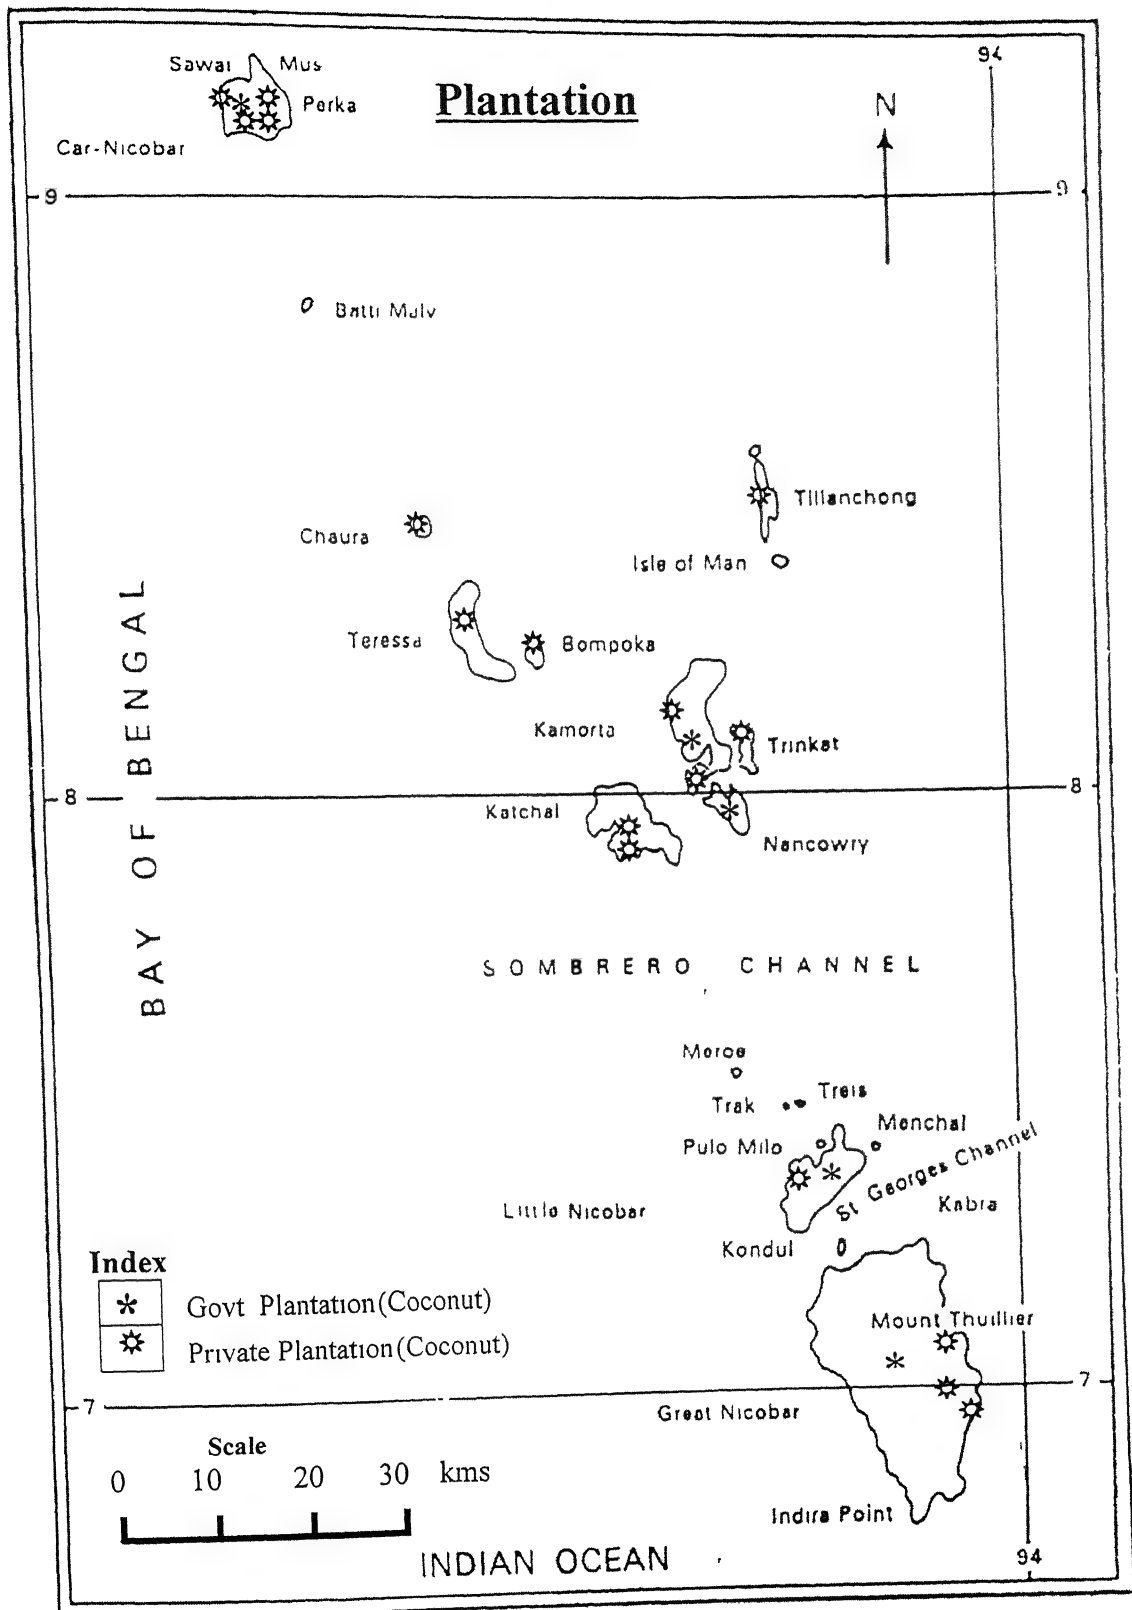 94
Sawai Mus
Plantation
Perka
N
Car-Nicobar
9 9
Batti Malv
Tillanchong
Chaura
Isle of Man
Teressa
Bompoka
BAY OF BENGAL
Kamorta
Trinkat
8 8
Katchal
Nancowry
SOMBRERO CHANNEL
Meroe
Trak Treis
Menchal
Pulo Milo
St Georges Channel
Kabra
Little Nicobar
Kondul
Index
Govt Plantation(Coconut)
Mount Thuillier
Private Plantation(Coconut)
7 7
Great Nicobar
Scale
0 10 20 30 kms
Indira Point
INDIAN OCEAN
94